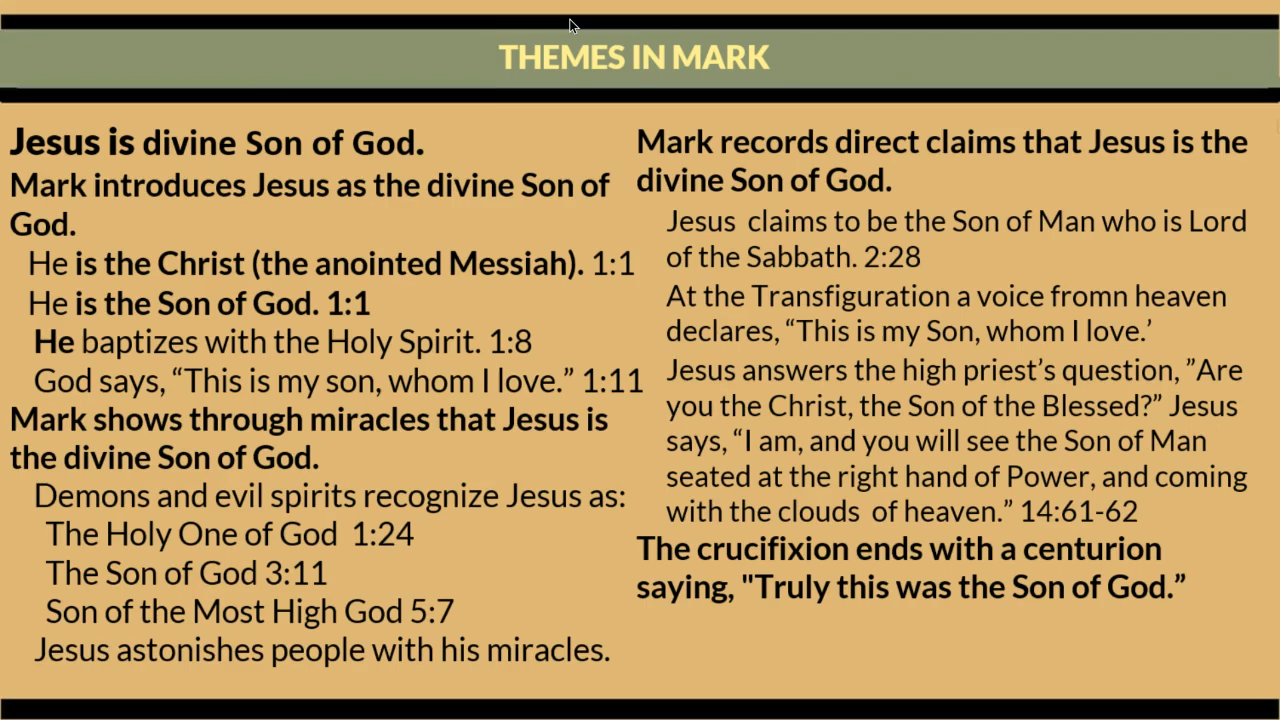 THEMES IN MARK
Jesus is divine Son of God.
Mark introduces Jesus as the divine Son of
God.
He is the Christ (the anointed Messiah). 1:1
He is the Son of God. 1:1
He baptizes with the Holy Spirit. 1:8
God says, “This is my son, whom I love.” 1:11
Mark shows through miracles that Jesus is
the divine Son of God.
Demons and evil spirits recognize Jesus as:
The Holy One of God  1:24
The Son of God 3:11
Son of the Most High God 5:7
Jesus astonishes people with his miracles.
Mark records direct claims that Jesus is the
divine Son of God.
Jesus  claims to be the Son of Man who is Lord
of the Sabbath. 2:28
At the Transfiguration a voice fromn heaven
declares, “This is my Son, whom I love.’
Jesus answers the high priest’s question, ”Are
you the Christ, the Son of the Blessed?” Jesus
says, “I am, and you will see the Son of Man
seated at the right hand of Power, and coming
with the clouds  of heaven.” 14:61-62
The crucifixion ends with a centurion
saying, "Truly this was the Son of God.”